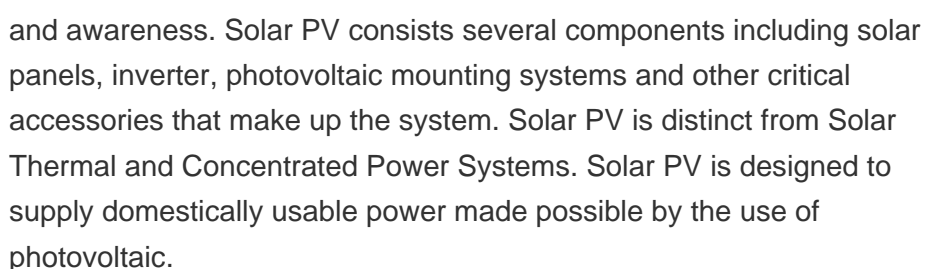 and awareness. Solar PV consists several components including solar
panels, inverter, photovoltaic mounting systems and other critical
accessories that make up the system. Solar PV is distinct from Solar
Thermal and Concentrated Power Systems. Solar PV is designed to
supply domestically usable power made possible by the use of
photovoltaic.